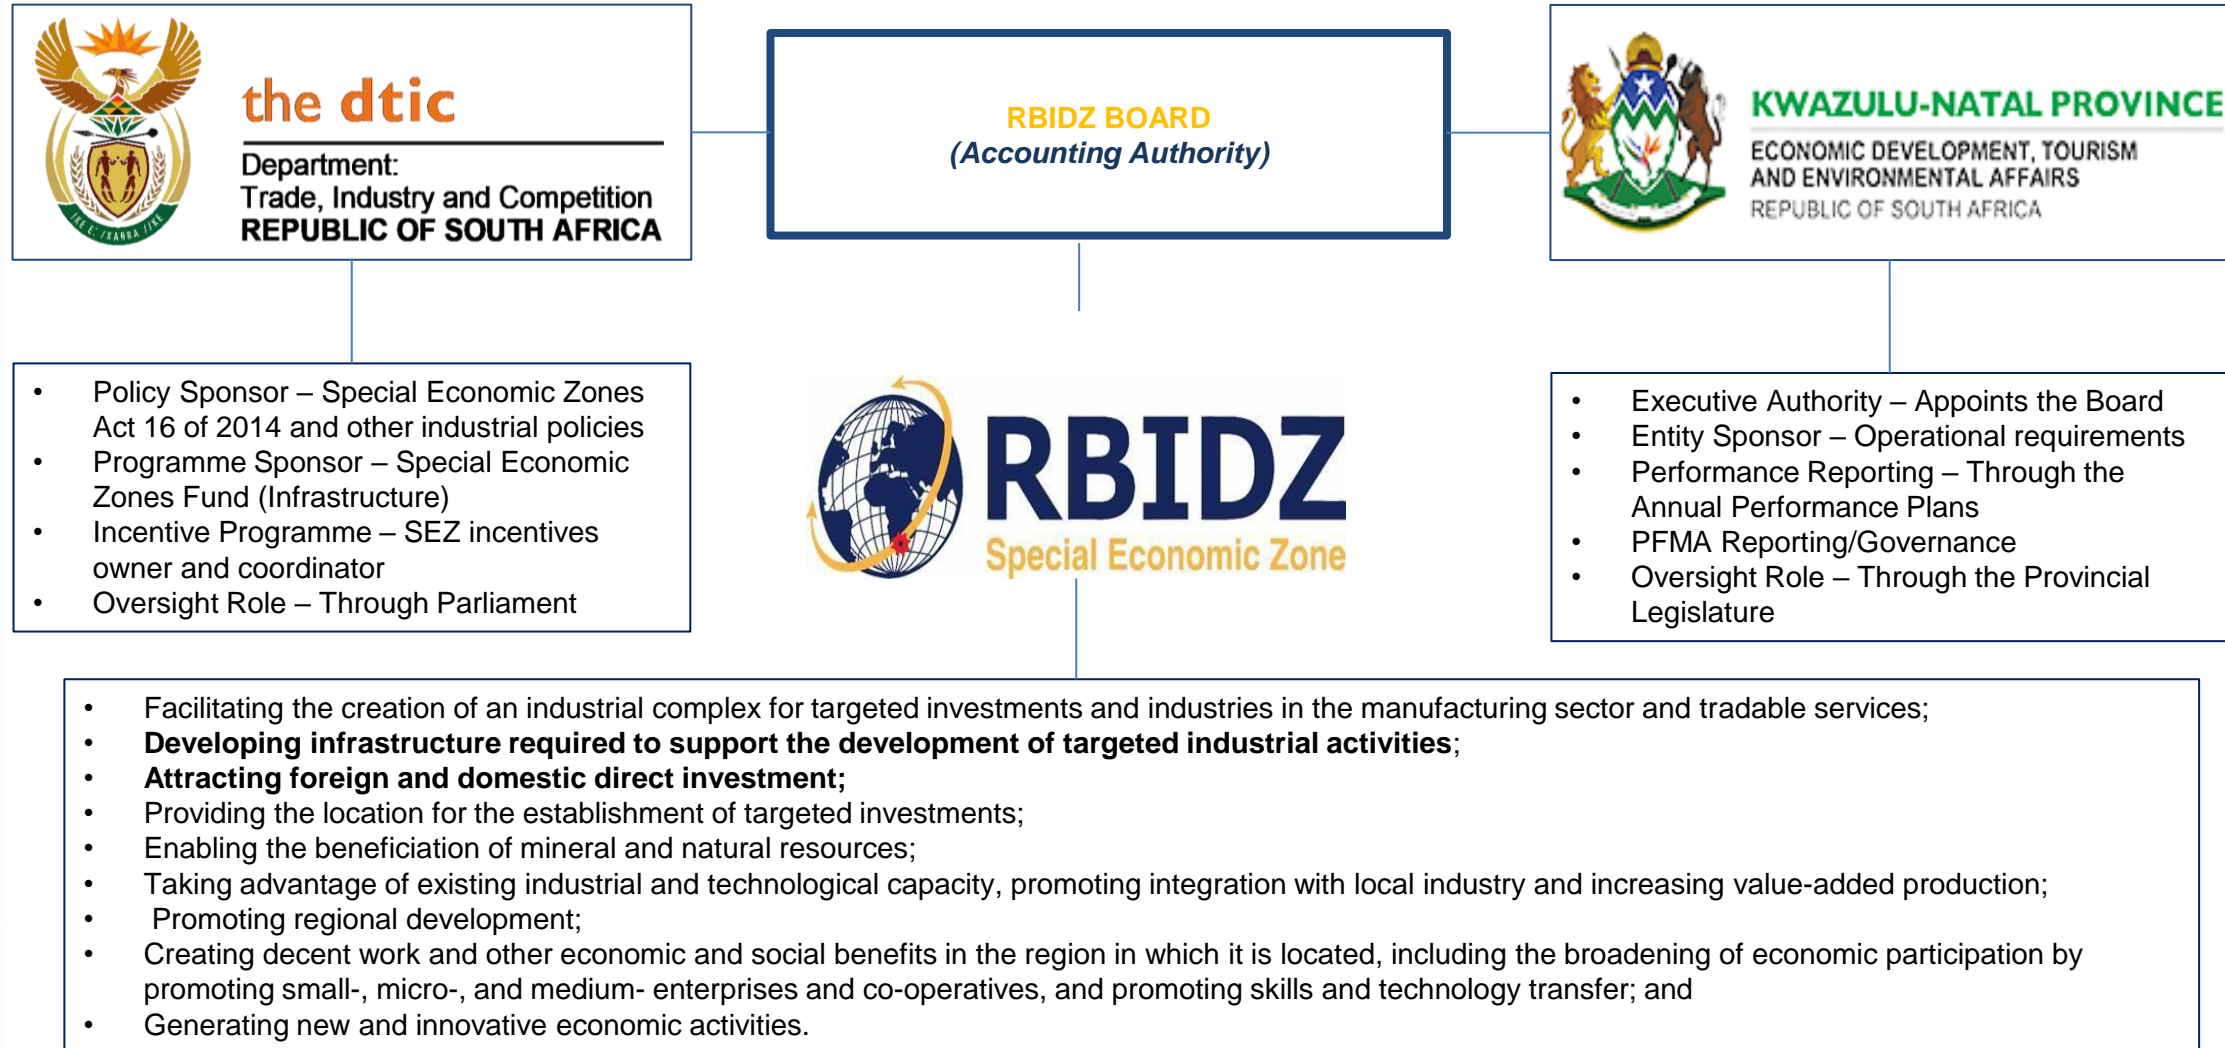 the dtic
Department:
Trade, Industry and Competition
REPUBLIC OF SOUTH AFRICA
RBIDZ BOARD
(Accounting Authority)
KWAZULU-NATAL PROVINCE
ECONOMIC DEVELOPMENT, TOURISM
AND ENVIRONMENTAL AFFAIRS
REPUBLIC OF SOUTH AFRICA
• Policy Sponsor – Special Economic Zones
Act 16 of 2014 and other industrial policies
• Programme Sponsor – Special Economic
Zones Fund (Infrastructure)
• Incentive Programme – SEZ incentives
owner and coordinator
• Oversight Role – Through Parliament
RBIDZ
Special Economic Zone
• Executive Authority – Appoints the Board
• Entity Sponsor – Operational requirements
• Performance Reporting – Through the
Annual Performance Plans
• PFMA Reporting/Governance
• Oversight Role – Through the Provincial
Legislature
• Facilitating the creation of an industrial complex for targeted investments and industries in the manufacturing sector and tradable services;
• Developing infrastructure required to support the development of targeted industrial activities;
• Attracting foreign and domestic direct investment;
• Providing the location for the establishment of targeted investments;
• Enabling the beneficiation of mineral and natural resources;
• Taking advantage of existing industrial and technological capacity, promoting integration with local industry and increasing value-added production;
• Promoting regional development;
• Creating decent work and other economic and social benefits in the region in which it is located, including the broadening of economic participation by
promoting small-, micro-, and medium- enterprises and co-operatives, and promoting skills and technology transfer; and
• Generating new and innovative economic activities.